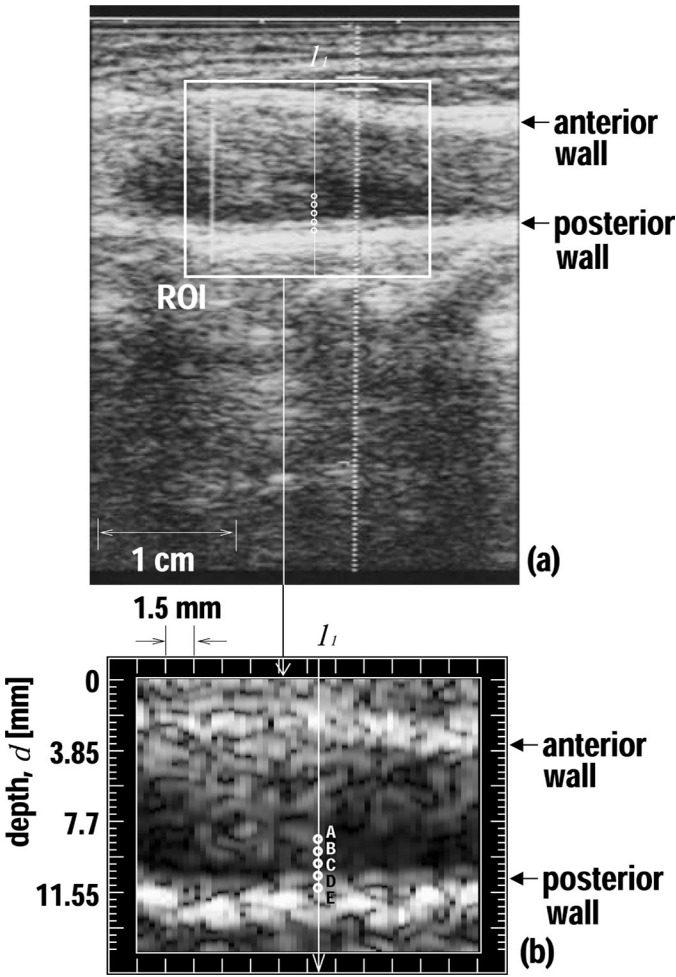 l1
anterior
wall
posterior
wall
ROI
1 cm
(a)
1.5 mm
l1
depth, d [mm]
0
3.85
7.7
11.55
A
B
C
D
E
anterior
wall
posterior
wall
(b)